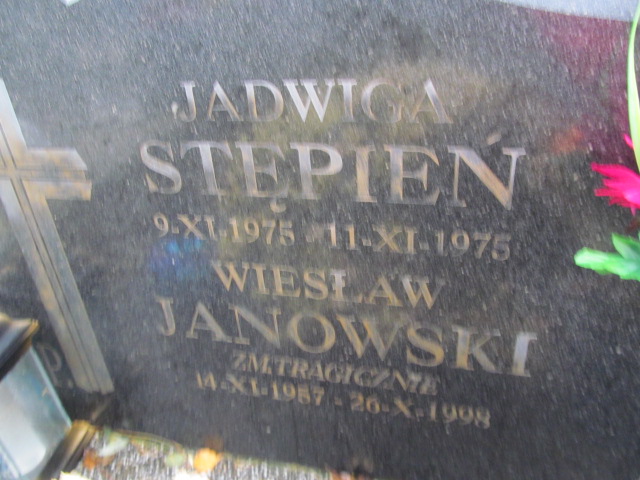 JADWIGA
STĘPIEŃ
9-XI.1975 - 11-XI-1975
WIESŁAW
JANOWSKI
ZM.TRAGICZNIE
14-XI-1957 - 26-X-1998